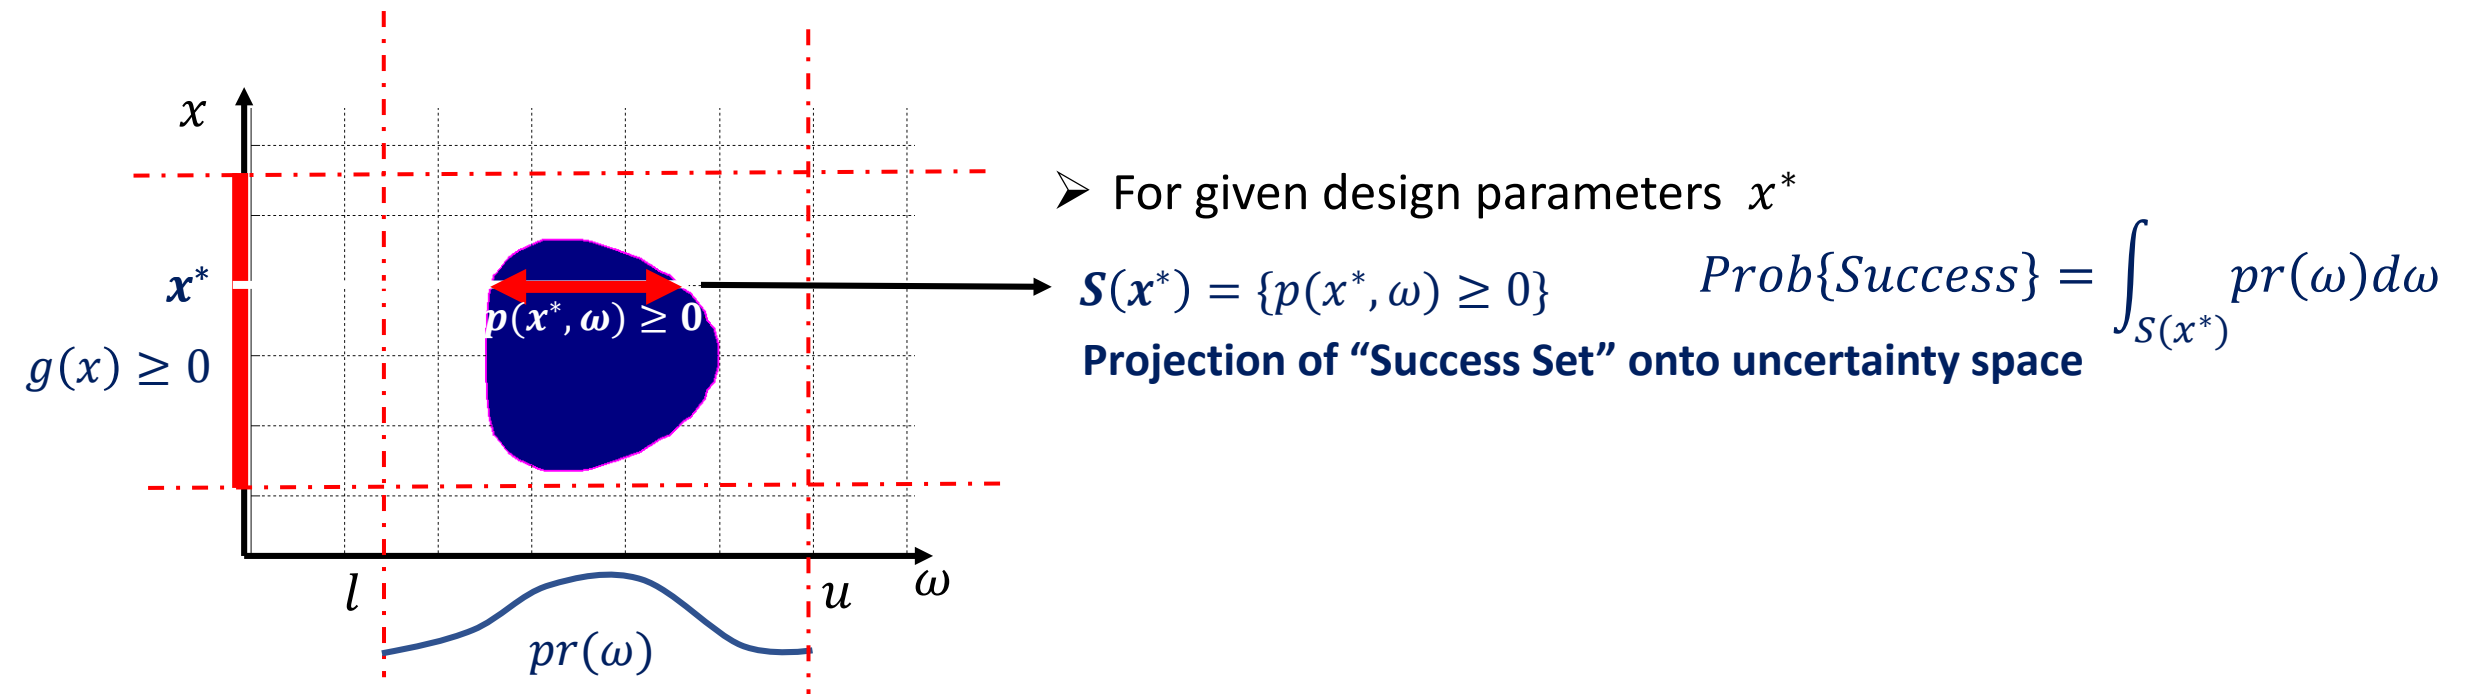 x
x*
p(x*, ω) ≥ 0
g(x) ≥ 0
l
u
ω
pr(ω)
➢ For given design parameters x*
S(x*) = {p(x*, ω) ≥ 0}
Prob{Success} = ∫_{S(x*)} pr(ω)dω
Projection of “Success Set” onto uncertainty space